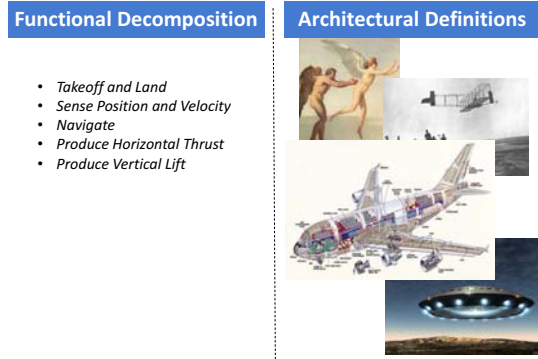 Functional Decomposition
• Takeoff and Land
• Sense Position and Velocity
• Navigate
• Produce Horizontal Thrust
• Produce Vertical Lift
Architectural Definitions